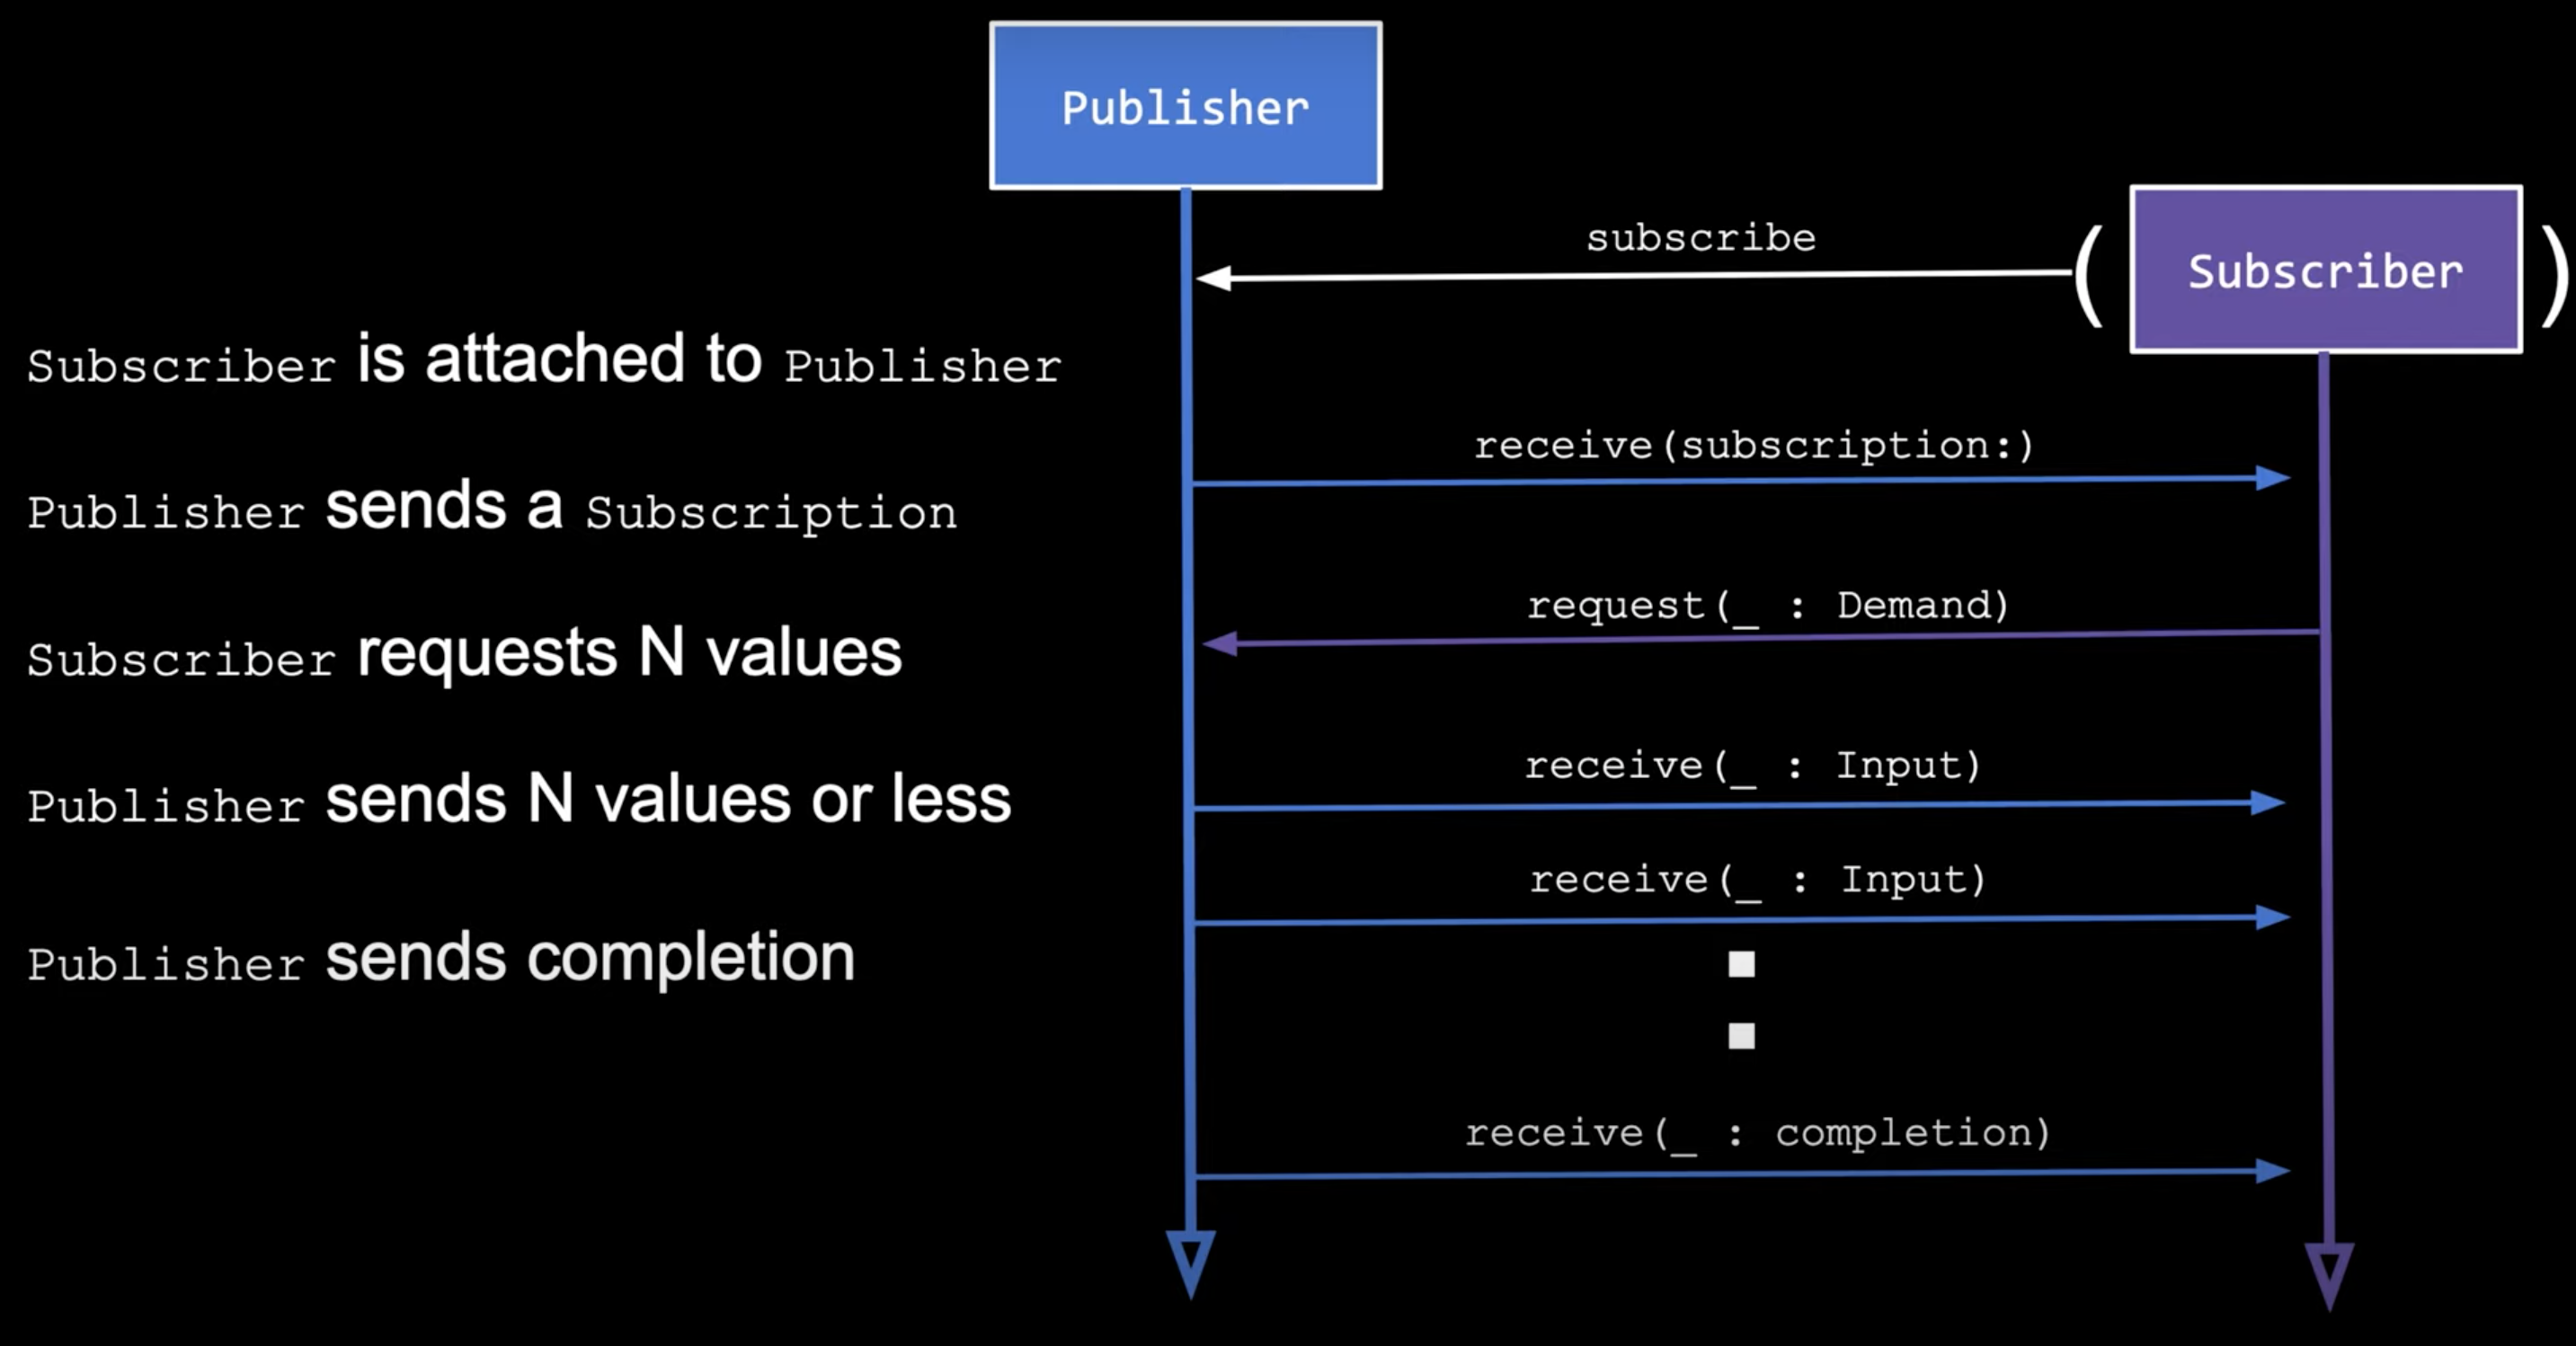 Publisher
subscribe
( Subscriber )
Subscriber is attached to Publisher
receive(subscription:)
Publisher sends a Subscription
request(_ : Demand)
Subscriber requests N values
receive(_ : Input)
Publisher sends N values or less
receive(_ : Input)
Publisher sends completion
receive(_ : completion)